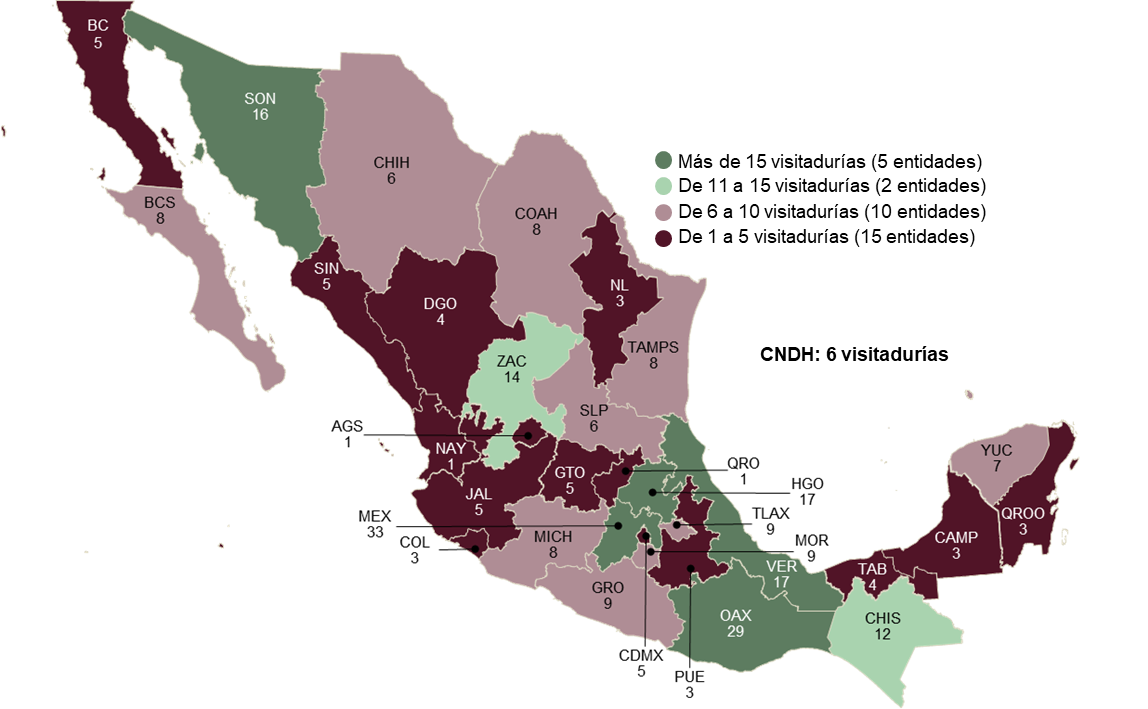 BC
5
SON
16
CHIH
6
Más de 15 visitadurías (5 entidades)
De 11 a 15 visitadurías (2 entidades)
De 6 a 10 visitadurías (10 entidades)
De 1 a 5 visitadurías (15 entidades)
BCS
8
COAH
8
SIN
5
NL
3
DGO
4
TAMPS
8
CNDH: 6 visitadurías
ZAC
14
SLP
6
AGS
1
NAY
1
GTO
5
QRO
1
YUC
7
HGO
17
JAL
5
MEX
33
TLAX
9
QROO
3
COL
3
MICH
8
MOR
9
CAMP
3
VER
17
TAB
4
GRO
9
OAX
29
CHIS
12
CDMX
5
PUE
3